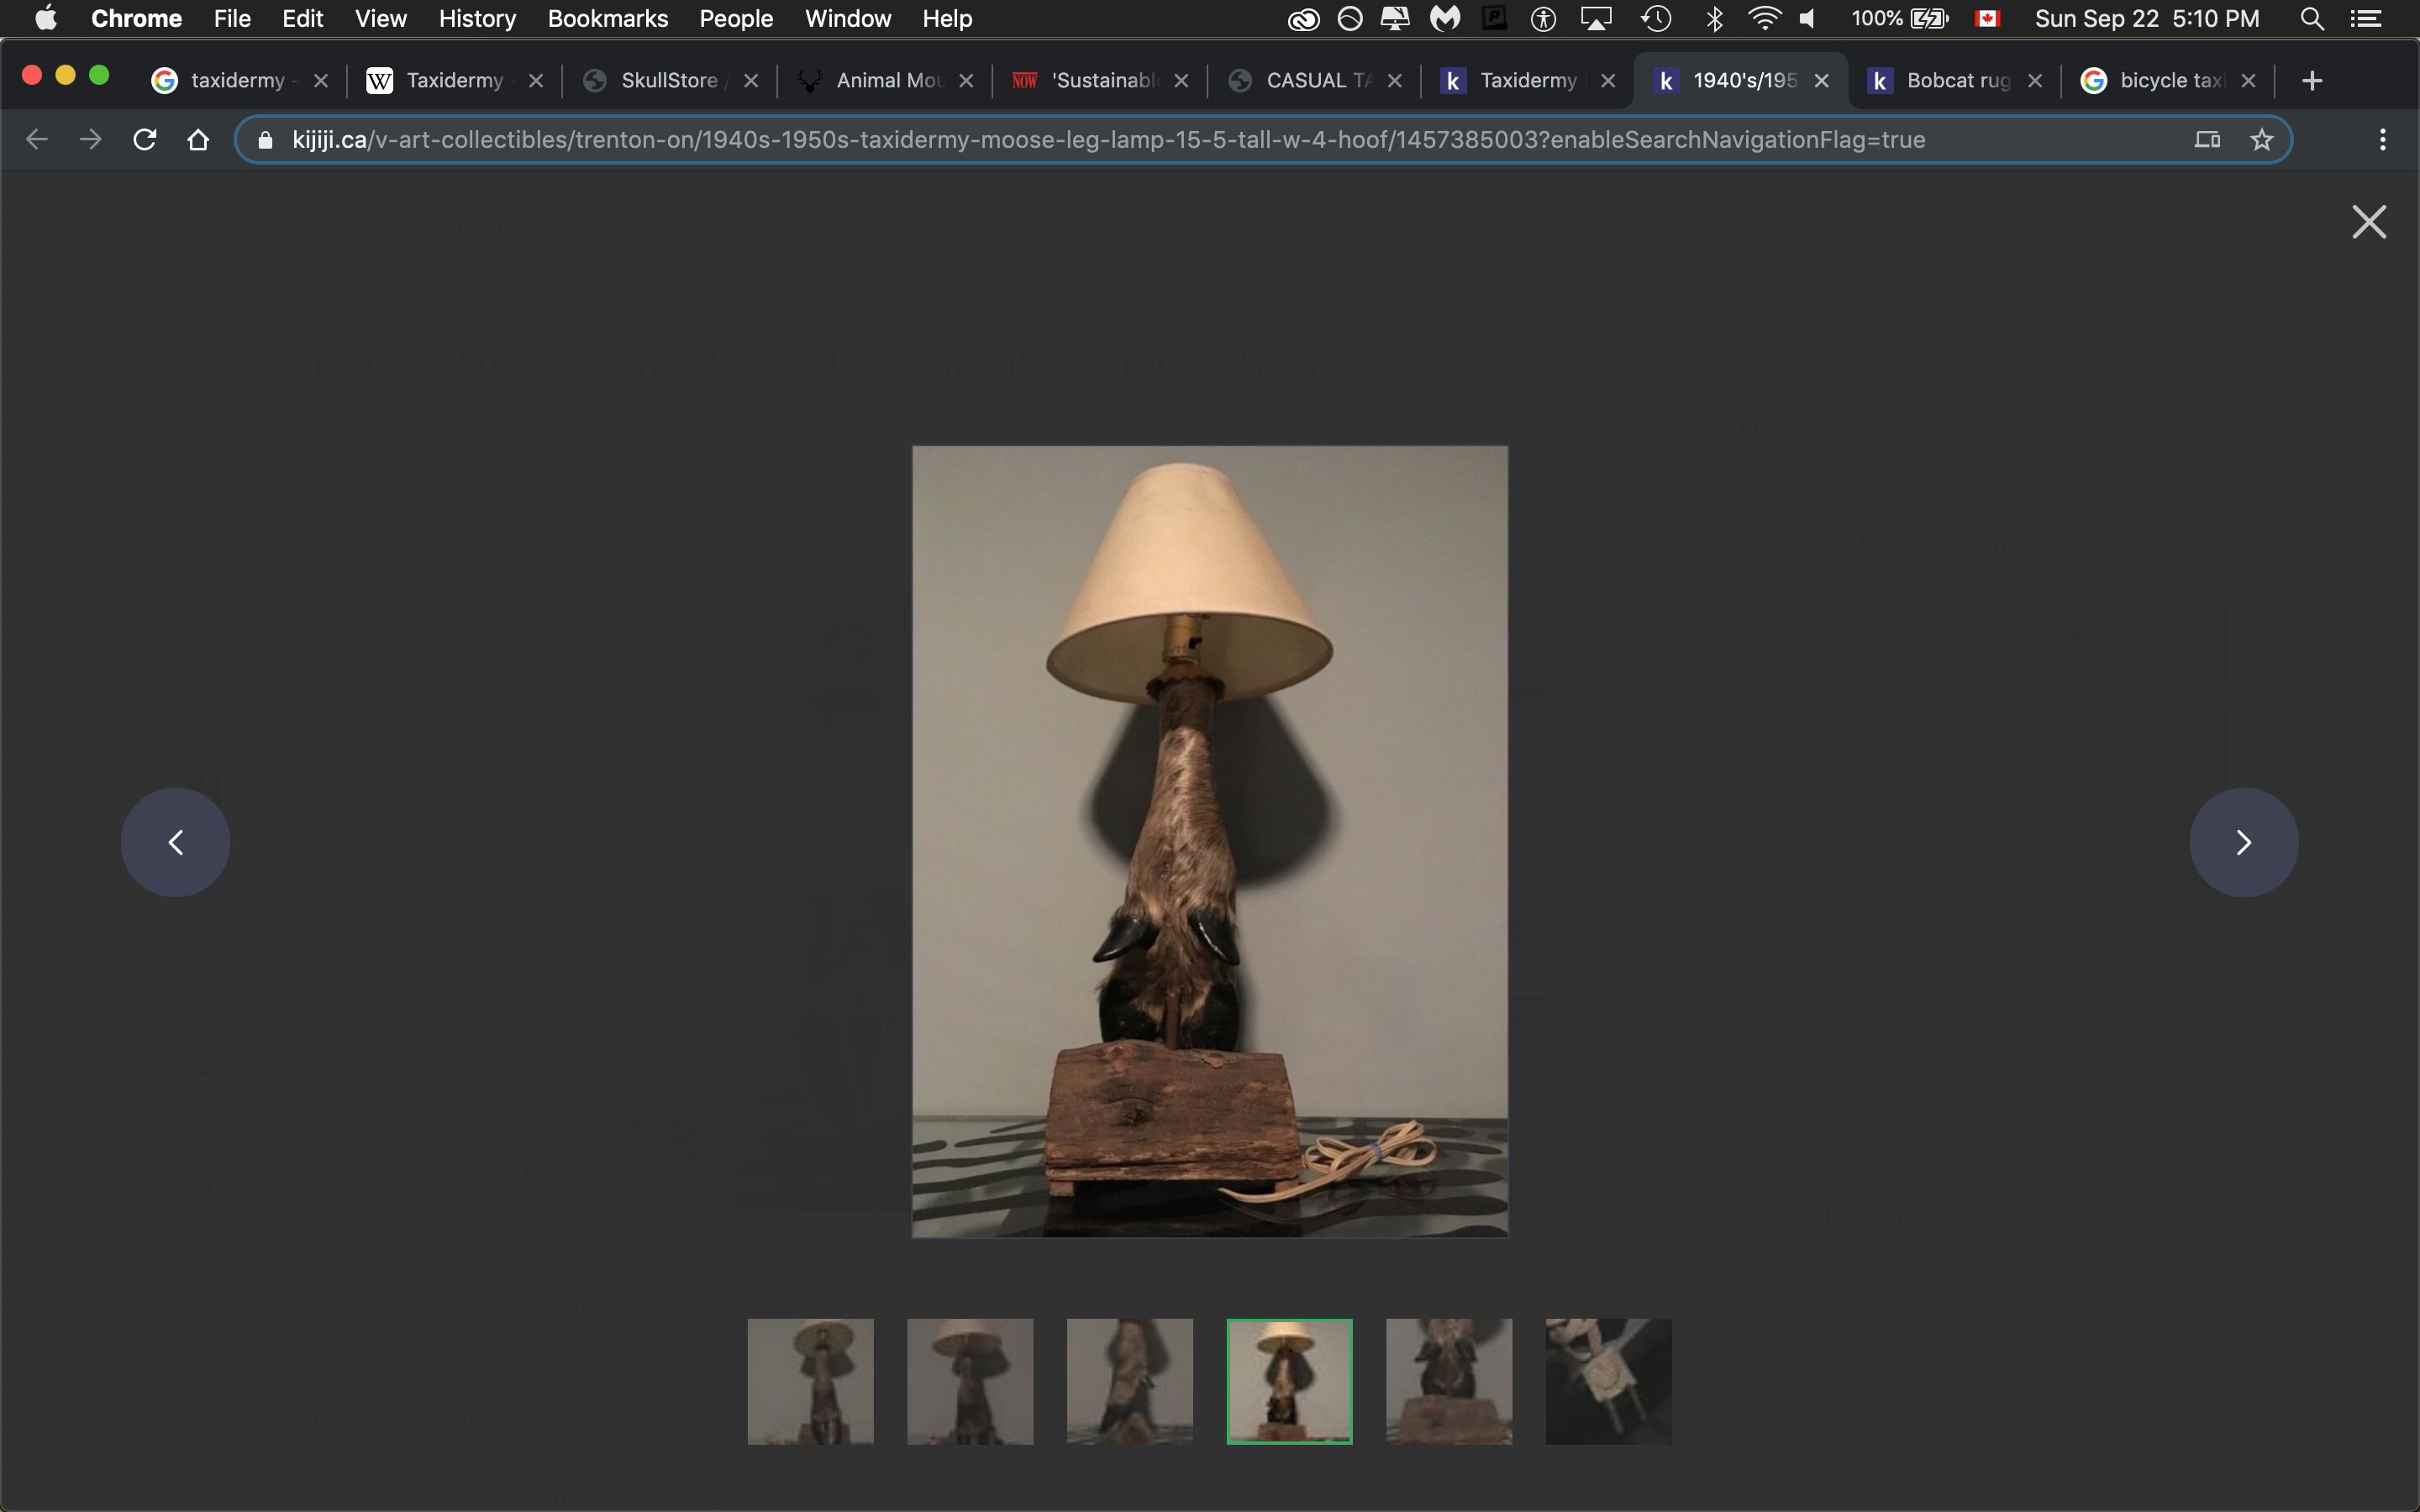 Chrome File Edit View History Bookmarks People Window Help 100% Sun Sep 22 5:10 PM
taxidermy - Taxidermy - SkullStore / Animal Mou NOW 'Sustainabl CASUAL TA Taxidermy 1940's/195 Bobcat rug bicycle taxi
kijiji.ca/v-art-collectibles/trenton-on/1940s-1950s-taxidermy-moose-leg-lamp-15-5-tall-w-4-hoof/1457385003?enableSearchNavigationFlag=true
1940's/1950's Taxidermy Moose Leg Lamp (15.5" Tall w/ 4" Hoof)
Description